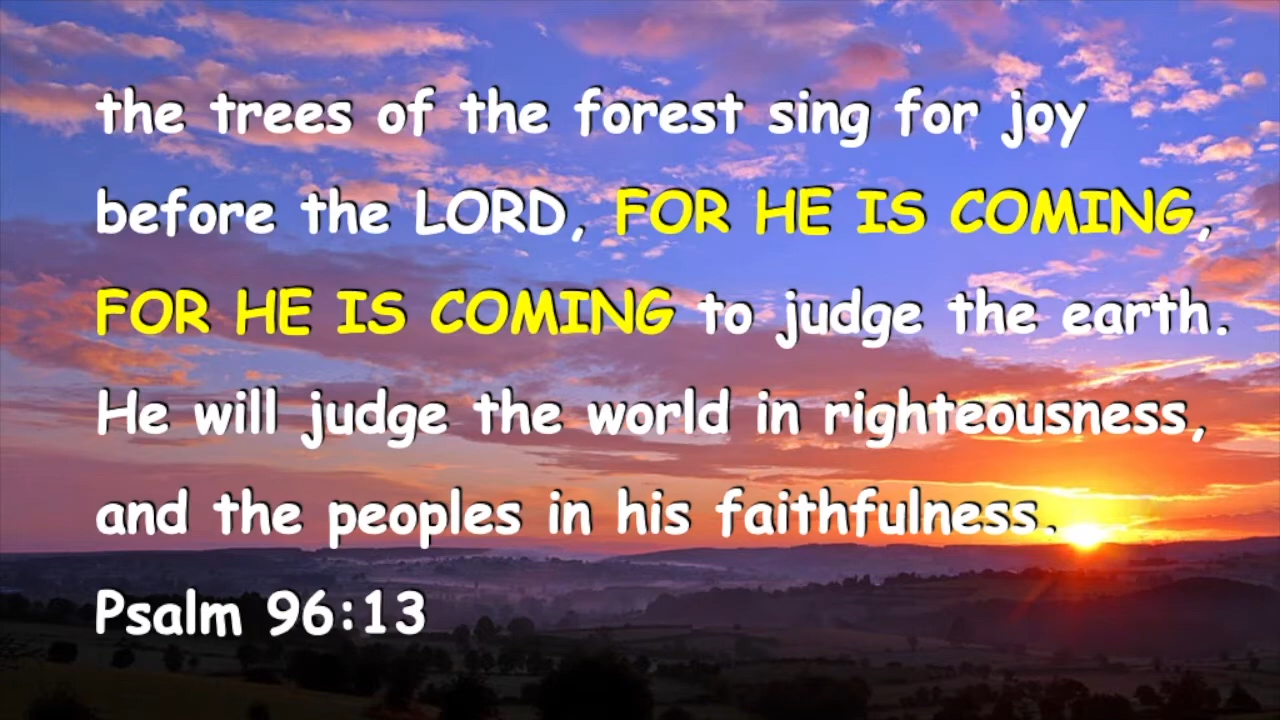 the trees of the forest sing for joy
before the LORD, FOR HE IS COMING,
FOR HE IS COMING to judge the earth.
He will judge the world in righteousness,
and the peoples in his faithfulness.
Psalm 96:13